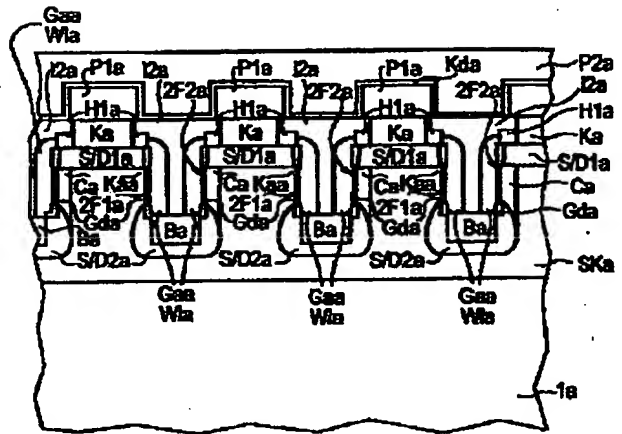 Gaa
Wla
I2a P1a I2a 2F2a P1a I2a P1a Kda 2F2a P2a
2F2a I2a
H1a H1a H1a H1a
Ka Ka Ka Ka
S/D1a S/D1a S/D1a S/D1a
Ca Kaa Ca Kaa Ca Kaa Ca
2F1a 2F1a 2F1a
Gda Gda Gda Gda
Ba Ba Ba Ba
S/D2a S/D2a S/D2a S/D2a SKa
Gaa Gaa Gaa
Wla Wla Wla
1a